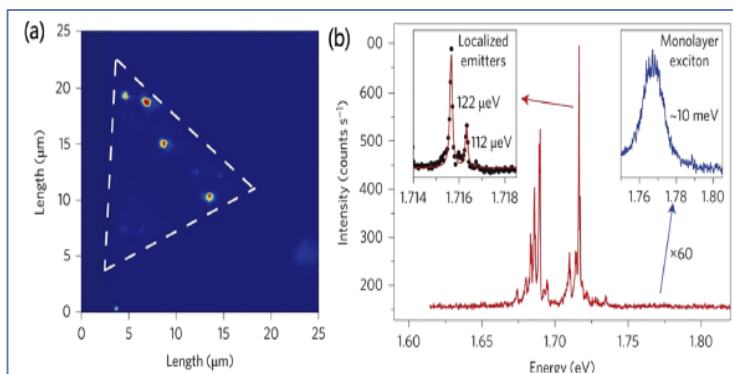 (a)
25
20
15
10
5
0
Length (μm)
0 5 10 15 20 25
Length (μm)
(b)
00
500
450
400
300
200
Intensity (counts s⁻¹)
Localized
emitters
122 μeV
112 μeV
1.714 1.716 1.718
Monolayer
exciton
~10 meV
1.76 1.78 1.80
×60
1.60 1.65 1.70 1.75 1.80
Energy (eV)